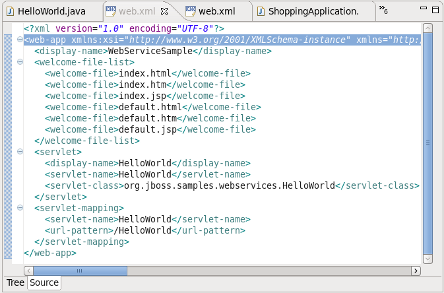 HelloWorld.java web.xml web.xml ShoppingApplication. »6
<?xml version="1.0" encoding="UTF-8"?>
<web-app xmlns:xsi="http://www.w3.org/2001/XMLSchema-instance" xmlns="http:
<display-name>WebServiceSample</display-name>
<welcome-file-list>
<welcome-file>index.html</welcome-file>
<welcome-file>index.htm</welcome-file>
<welcome-file>index.jsp</welcome-file>
<welcome-file>default.html</welcome-file>
<welcome-file>default.htm</welcome-file>
<welcome-file>default.jsp</welcome-file>
</welcome-file-list>
<servlet>
<display-name>HelloWorld</display-name>
<servlet-name>HelloWorld</servlet-name>
<servlet-class>org.jboss.samples.webservices.HelloWorld</servlet-class>
</servlet>
<servlet-mapping>
<servlet-name>HelloWorld</servlet-name>
<url-pattern>/HelloWorld</url-pattern>
</servlet-mapping>
</web-app>
Tree Source